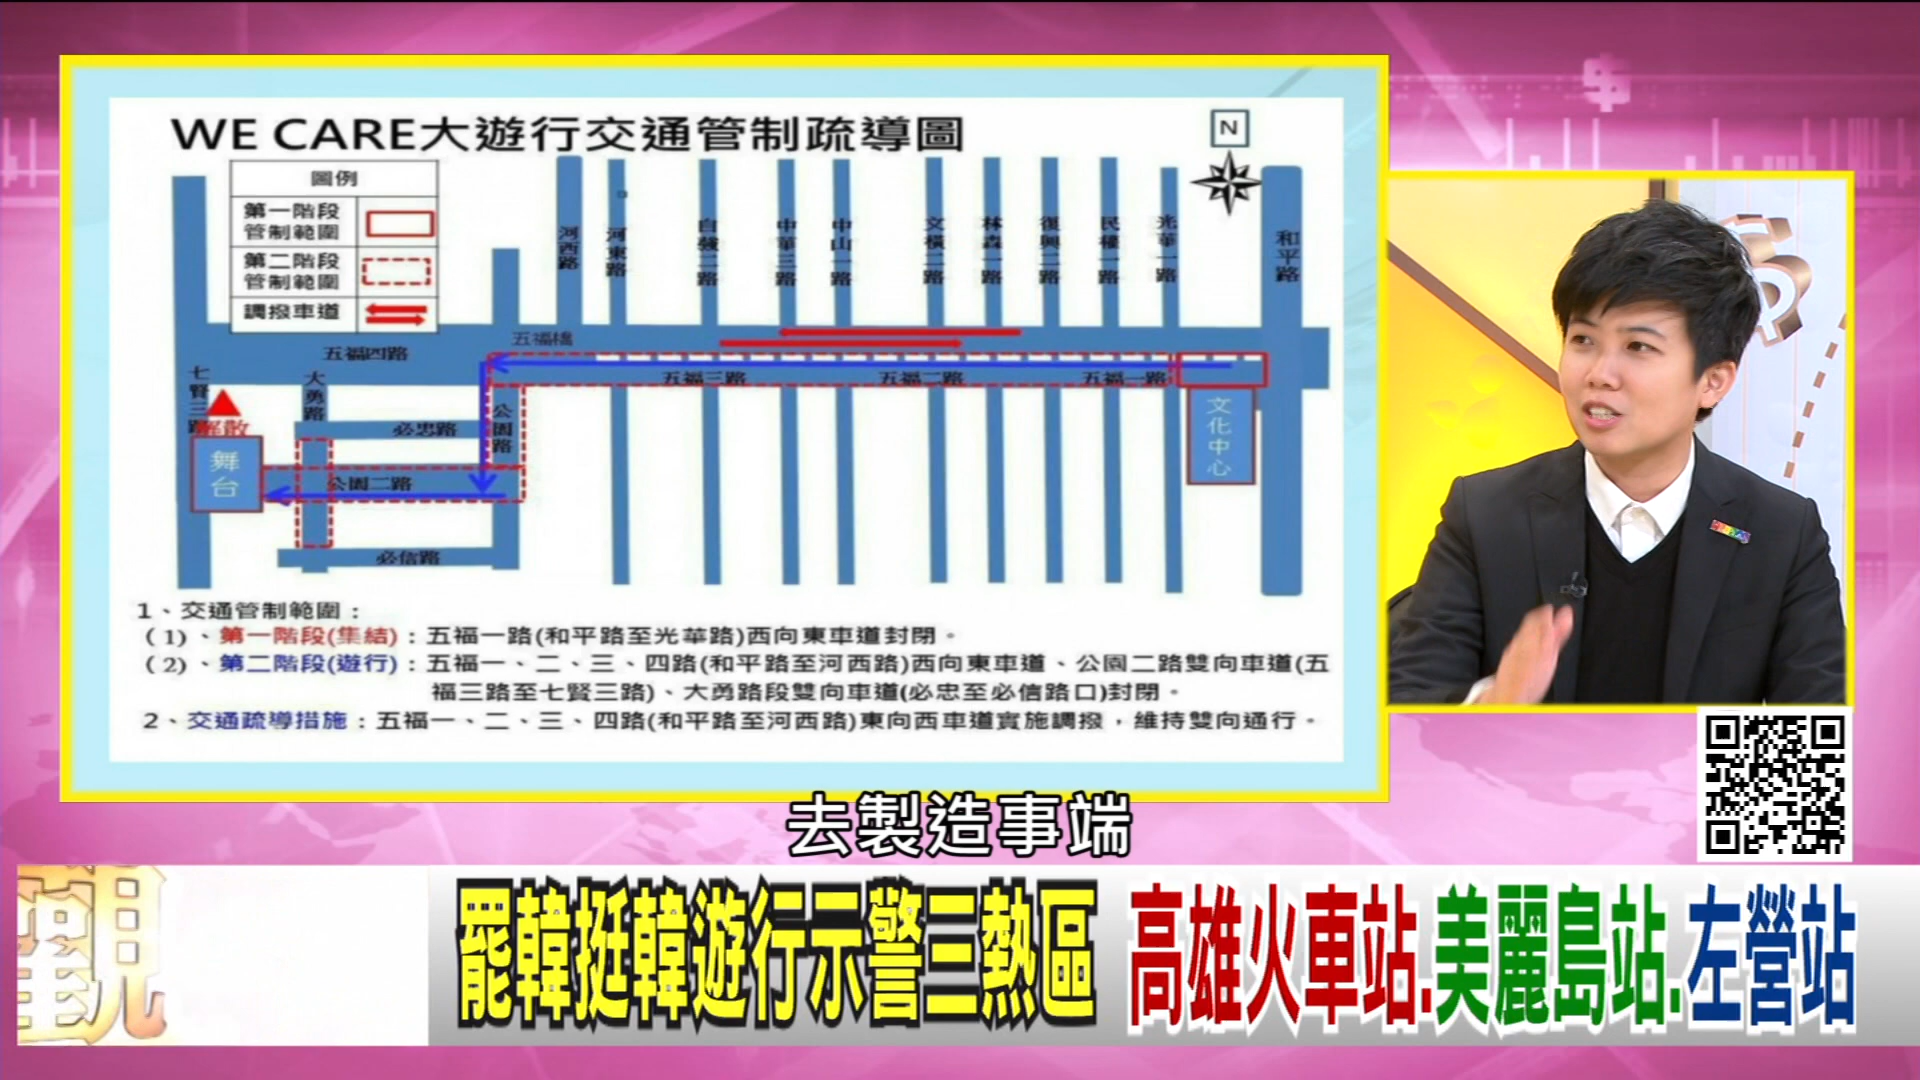 WE CARE大遊行交通管制疏導圖
N
圖例
第一階段
管制範圍
第二階段
管制範圍
調撥車道
河西路
河東路
自強二路
中華三路
中山一路
文橫二路
林森一路
復興二路
民權一路
光華一路
和平路
五福橋
五福四路
五福三路
五福二路
五福一路
七賢三路
大勇路
公園路
必忠路
解散
舞台
公園二路
必信路
文化中心
1、交通管制範圍：
(1)、第一階段(集結)：五福一路(和平路至光華路)西向東車道封閉。
(2)、第二階段(遊行)：五福一、二、三、四路(和平路至河西路)西向東車道、公園二路雙向車道(五
福三路至七賢三路)、大勇路段雙向車道(必忠至必信路口)封閉。
2、交通疏導措施：五福一、二、三、四路(和平路至河西路)東向西車道實施調撥，維持雙向通行。
去製造事端
觀
罷韓挺韓遊行示警三熱區 高雄火車站.美麗島站.左營站